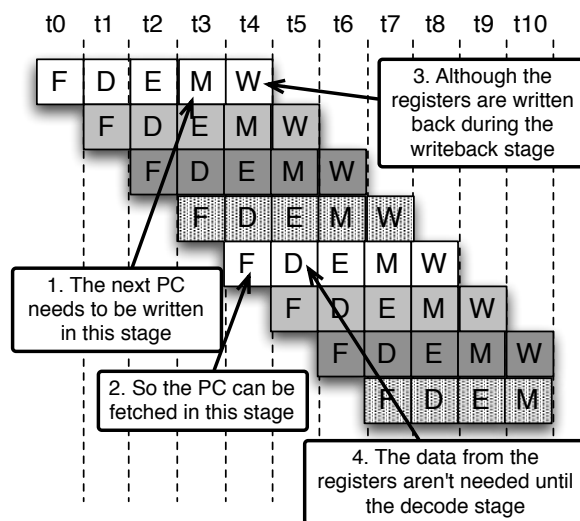 t0 t1 t2 t3 t4 t5 t6 t7 t8 t9 t10
F D E M W
3. Although the
registers are written
back during the
writeback stage
F D E M W
F D E M W
F D E M W
F D E M W
1. The next PC
needs to be written
in this stage
F D E M W
F D E M W
2. So the PC can be
fetched in this stage
F D E M
4. The data from the
registers aren't needed until
the decode stage